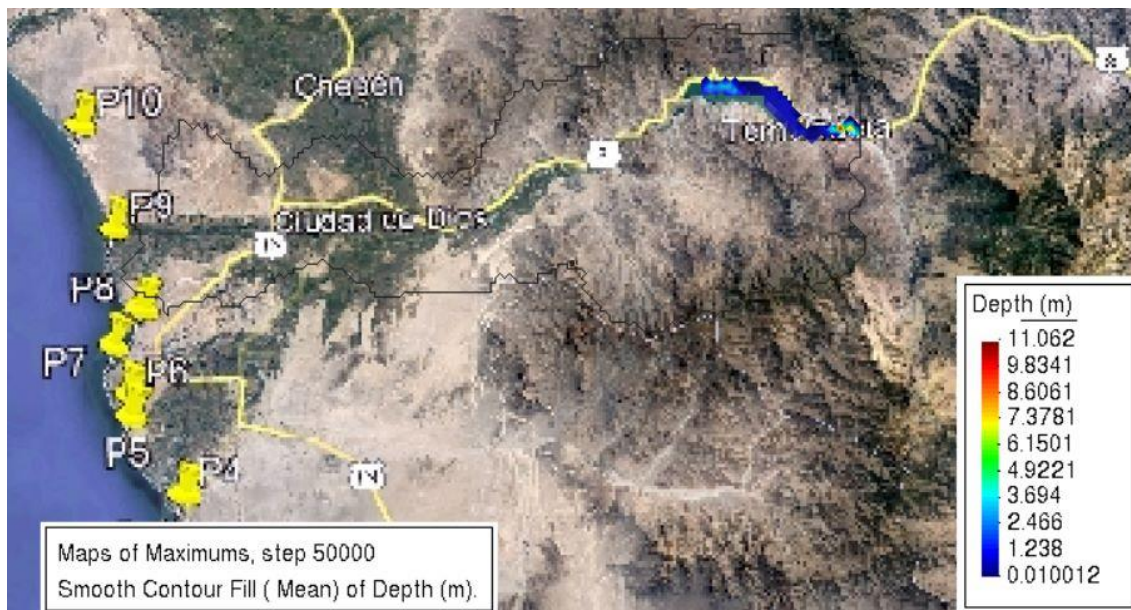 P10
Chepén
8
P9
Ciudad de Dios
P8
P7
P6
P5
P4
Depth (m)
11.062
9.8341
8.6061
7.3781
6.1501
4.9221
3.694
2.466
1.238
0.010012
Maps of Maximums, step 50000
Smooth Contour Fill ( Mean) of Depth (m).